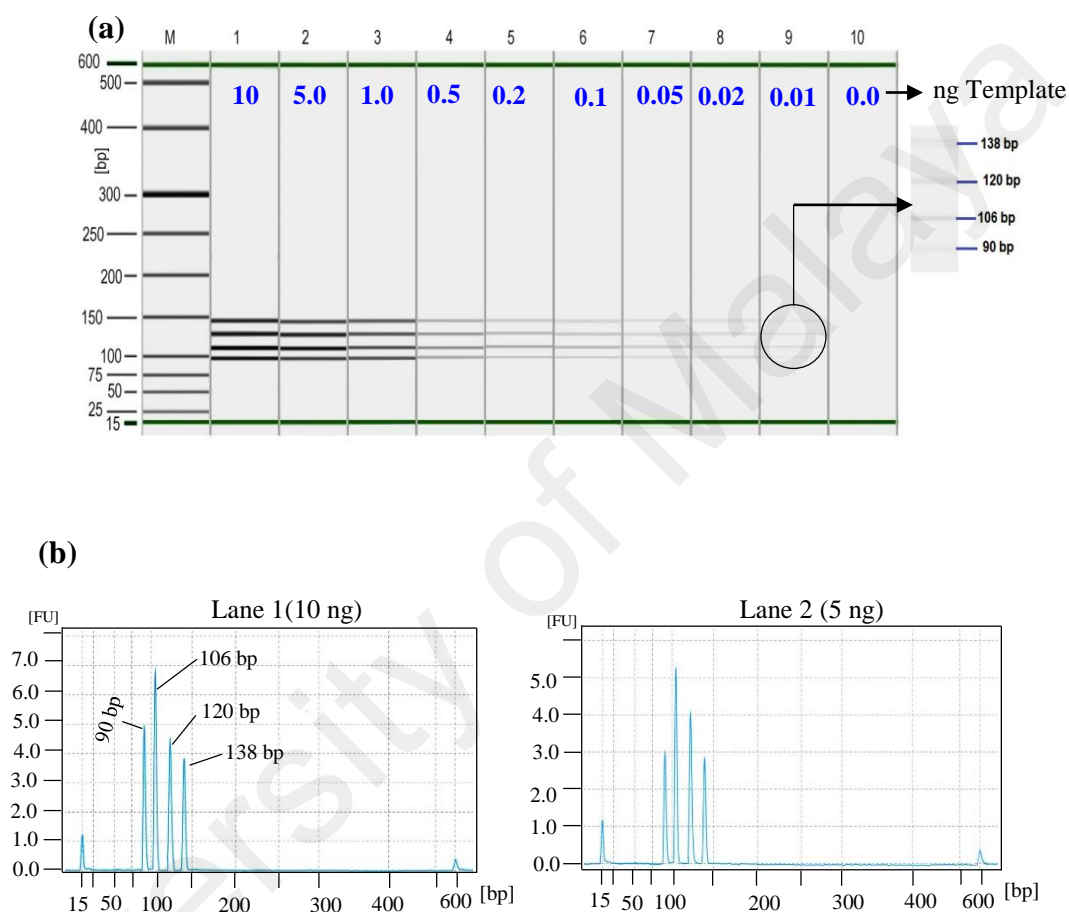 (a)
M 1 2 3 4 5 6 7 8 9 10
10 5.0 1.0 0.5 0.2 0.1 0.05 0.02 0.01 0.0 ng Template
600
500
400
[bp]
300
250
200
150
100
75
50
25
15
138 bp
120 bp
106 bp
90 bp
(b)
Lane 1(10 ng)
[FU]
7.0
6.0
5.0
4.0
3.0
2.0
1.0
0.0
90 bp
106 bp
120 bp
138 bp
15 50 100 200 300 400 600 [bp]
Lane 2 (5 ng)
[FU]
5.0
4.0
3.0
2.0
1.0
0.0
15 50 100 200 300 400 600 [bp]
ersity of Malaya